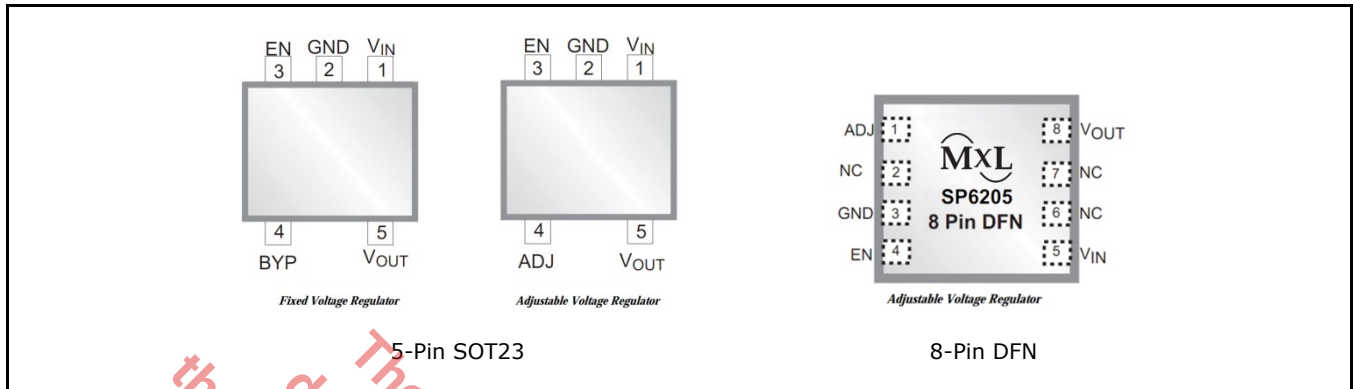 EN GND VIN
3 2 1
4 5
BYP VOUT
Fixed Voltage Regulator
EN GND VIN
3 2 1
4 5
ADJ VOUT
Adjustable Voltage Regulator
5-Pin SOT23
ADJ 1 8 VOUT
NC 2 7 NC
GND 3 6 NC
EN 4 5 VIN
MXL
SP6205
8 Pin DFN
Adjustable Voltage Regulator
8-Pin DFN
The